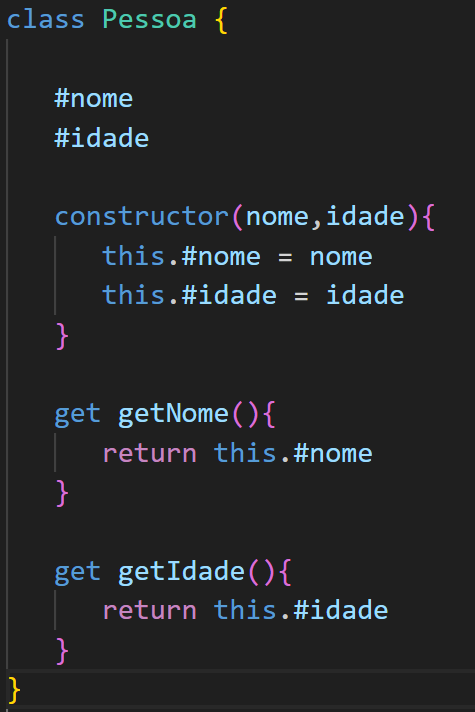 class Pessoa {
#nome
#idade
constructor(nome,idade){
this.#nome = nome
this.#idade = idade
}
get getNome(){
return this.#nome
}
get getIdade(){
return this.#idade
}
}